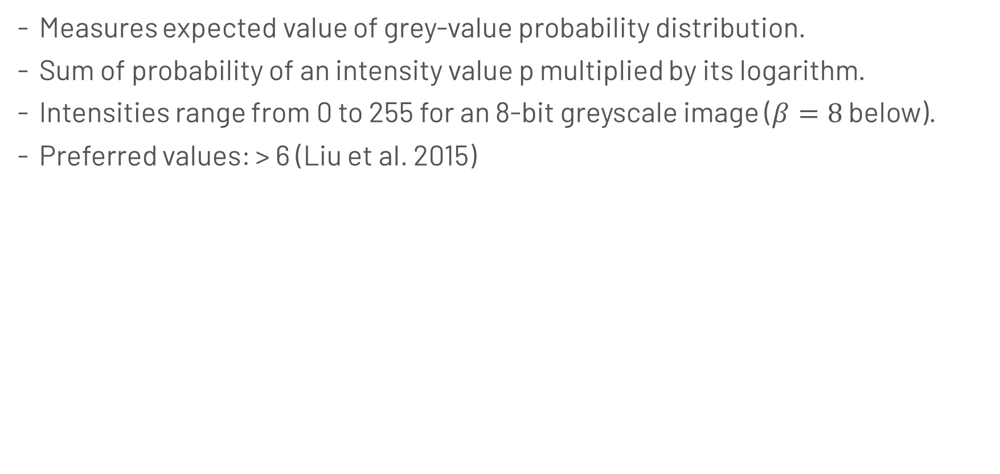 - Measures expected value of grey-value probability distribution.
- Sum of probability of an intensity value p multiplied by its logarithm.
- Intensities range from 0 to 255 for an 8-bit greyscale image (β = 8 below).
- Preferred values: > 6 (Liu et al. 2015)